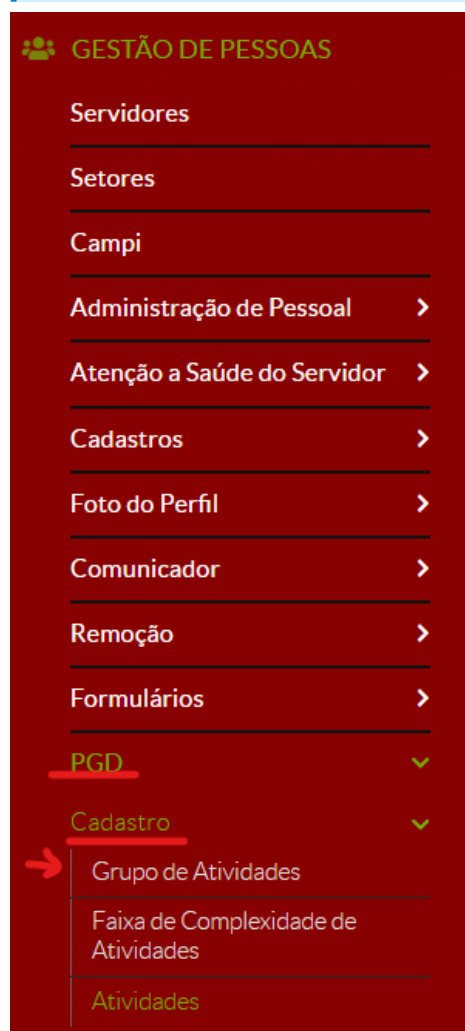 GESTÃO DE PESSOAS
Servidores
Setores
Campi
Administração de Pessoal
Atenção a Saúde do Servidor
Cadastros
Foto do Perfil
Comunicador
Remoção
Formulários
PGD
Cadastro
Grupo de Atividades
Faixa de Complexidade de
Atividades
Atividades